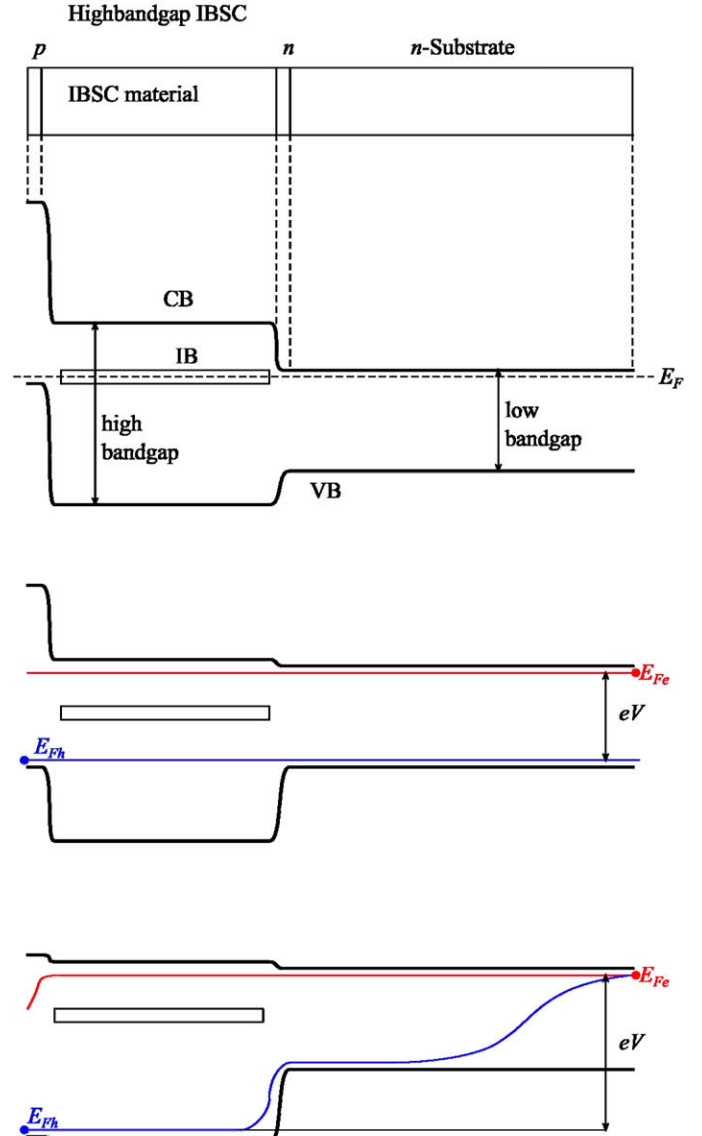 Highbandgap IBSC
p n n-Substrate
IBSC material
CB
IB
E_F
high
bandgap
low
bandgap
VB
E_Fe
eV
E_Fh
E_Fe
eV
E_Fh